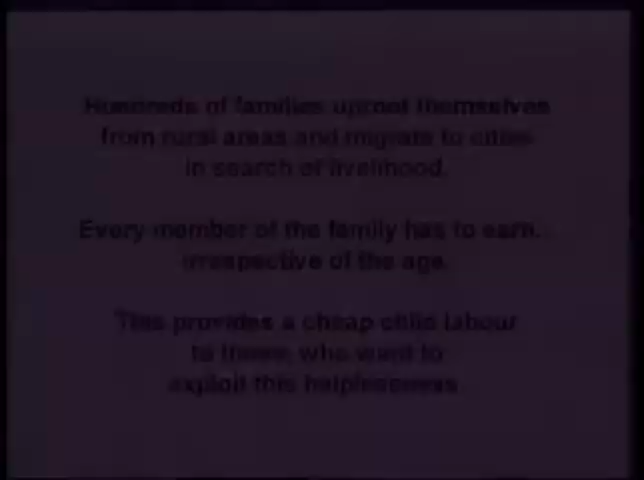 Hundreds of families uproot themselves
from rural areas and migrate to cities
in search of livelihood.
Every member of the family has to earn..
irrespective of the age.
This provides a cheap child labour
to those who want to
exploit this helplessness